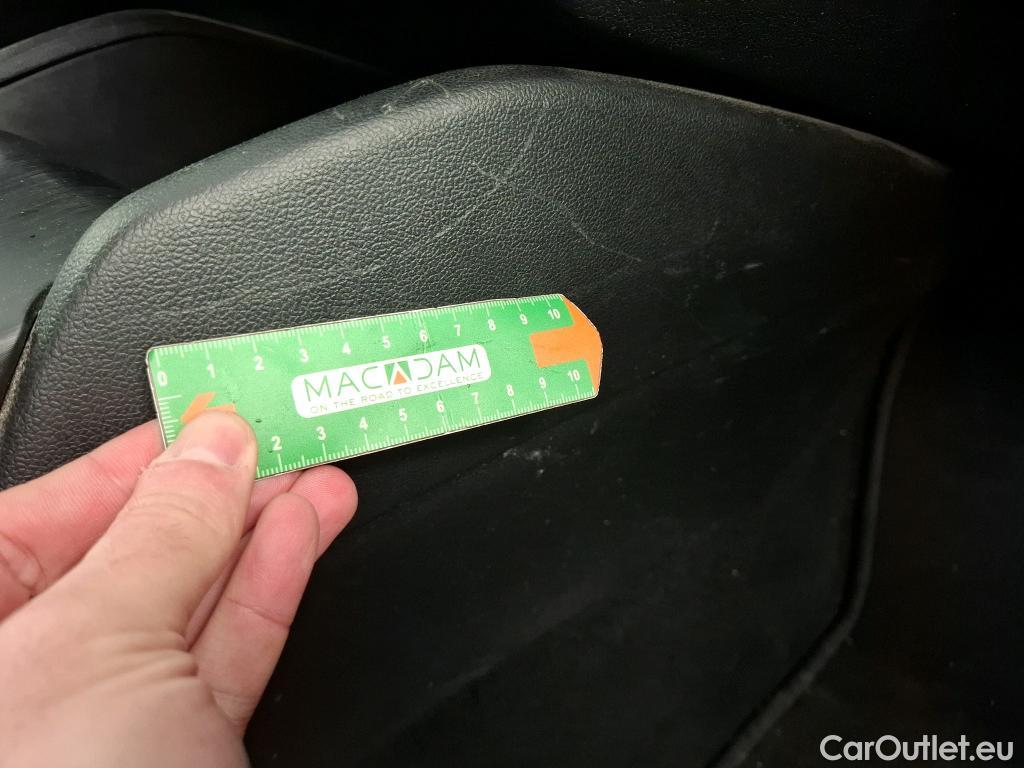 0 1 2 3 4 5 6 7 8 9 10
MACADAM
ON THE ROAD TO EXCELLENCE
2 3 4 5 6 7 8 9 10
CarOutlet.eu